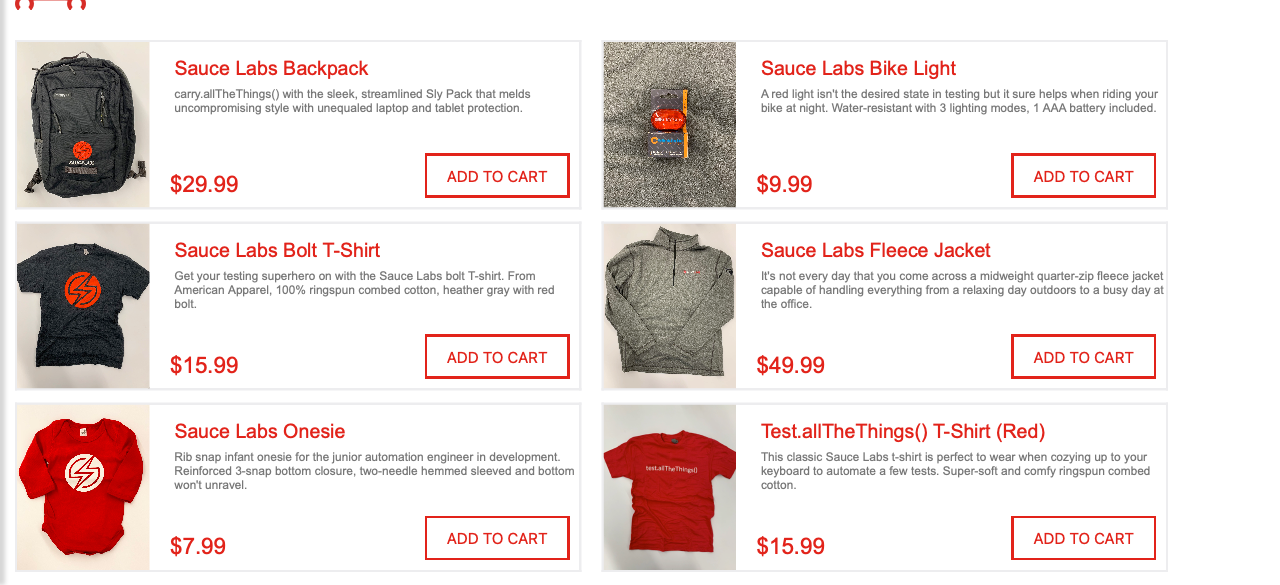 Sauce Labs Backpack
carry.allTheThings() with the sleek, streamlined Sly Pack that melds
uncompromising style with unequaled laptop and tablet protection.
$29.99
ADD TO CART
Sauce Labs Bike Light
A red light isn't the desired state in testing but it sure helps when riding your
bike at night. Water-resistant with 3 lighting modes, 1 AAA battery included.
$9.99
ADD TO CART
Sauce Labs Bolt T-Shirt
Get your testing superhero on with the Sauce Labs bolt T-shirt. From
American Apparel, 100% ringspun combed cotton, heather gray with red
bolt.
$15.99
ADD TO CART
Sauce Labs Fleece Jacket
It's not every day that you come across a midweight quarter-zip fleece jacket
capable of handling everything from a relaxing day outdoors to a busy day at
the office.
$49.99
ADD TO CART
Sauce Labs Onesie
Rib snap infant onesie for the junior automation engineer in development.
Reinforced 3-snap bottom closure, two-needle hemmed sleeved and bottom
won't unravel.
$7.99
ADD TO CART
test.allTheThings()
Test.allTheThings() T-Shirt (Red)
This classic Sauce Labs t-shirt is perfect to wear when cozying up to your
keyboard to automate a few tests. Super-soft and comfy ringspun combed
cotton.
$15.99
ADD TO CART